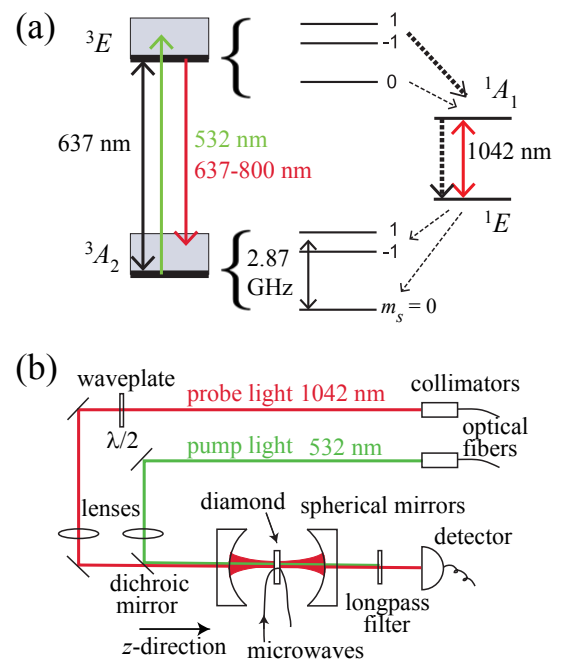 (a)
³E
1
-1
0
¹A₁
637 nm
532 nm
637-800 nm
1042 nm
¹E
³A₂
2.87
GHz
1
-1
mₛ = 0
(b)
waveplate
λ/2
probe light 1042 nm
collimators
optical
fibers
pump light 532 nm
lenses
diamond
spherical mirrors
detector
dichroic
mirror
longpass
filter
z-direction
microwaves